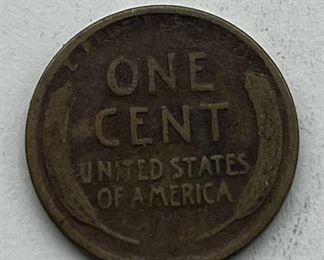 ONE
CENT
UNITED STATES
OF AMERICA